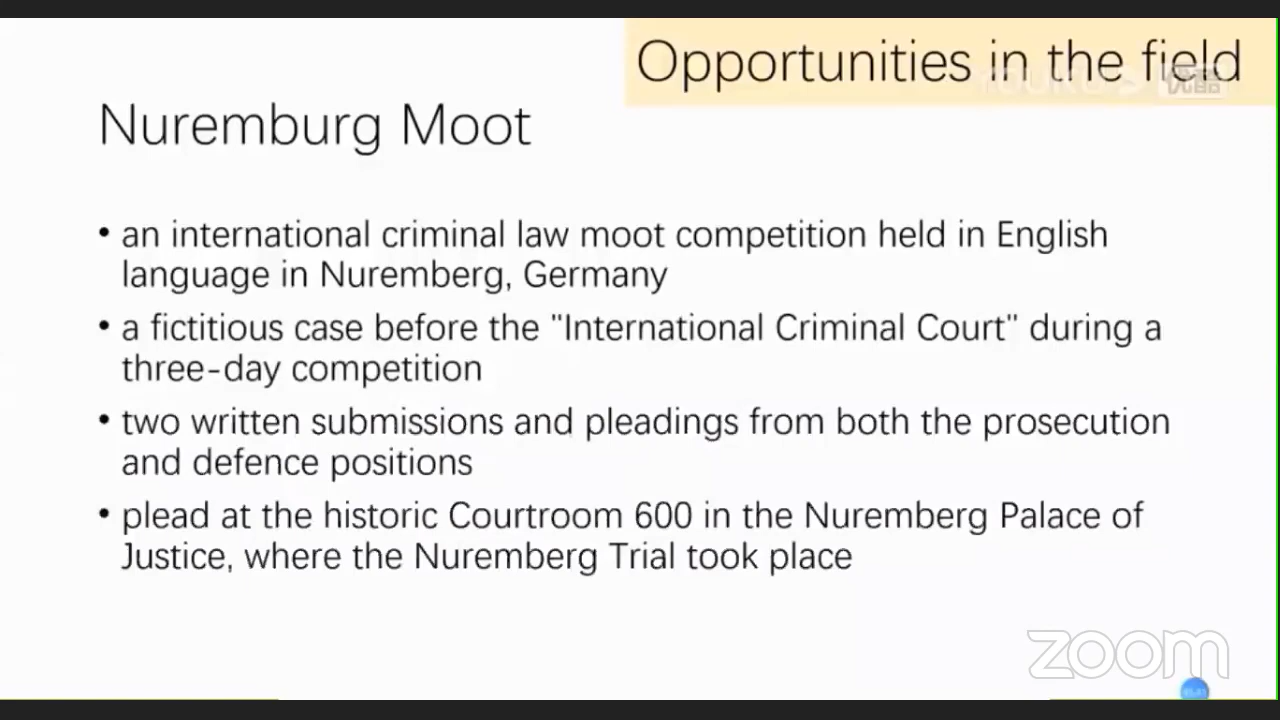 Opportunities in the field
YOUKU 优酷
Nuremburg Moot
• an international criminal law moot competition held in English
language in Nuremberg, Germany
• a fictitious case before the "International Criminal Court" during a
three-day competition
• two written submissions and pleadings from both the prosecution
and defence positions
• plead at the historic Courtroom 600 in the Nuremberg Palace of
Justice, where the Nuremberg Trial took place
zoom